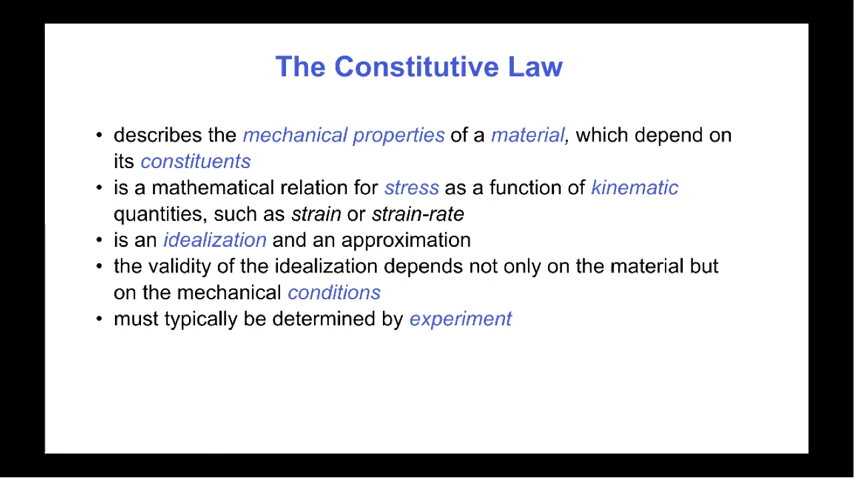 The Constitutive Law
• describes the mechanical properties of a material, which depend on
its constituents
• is a mathematical relation for stress as a function of kinematic
quantities, such as strain or strain-rate
• is an idealization and an approximation
• the validity of the idealization depends not only on the material but
on the mechanical conditions
• must typically be determined by experiment